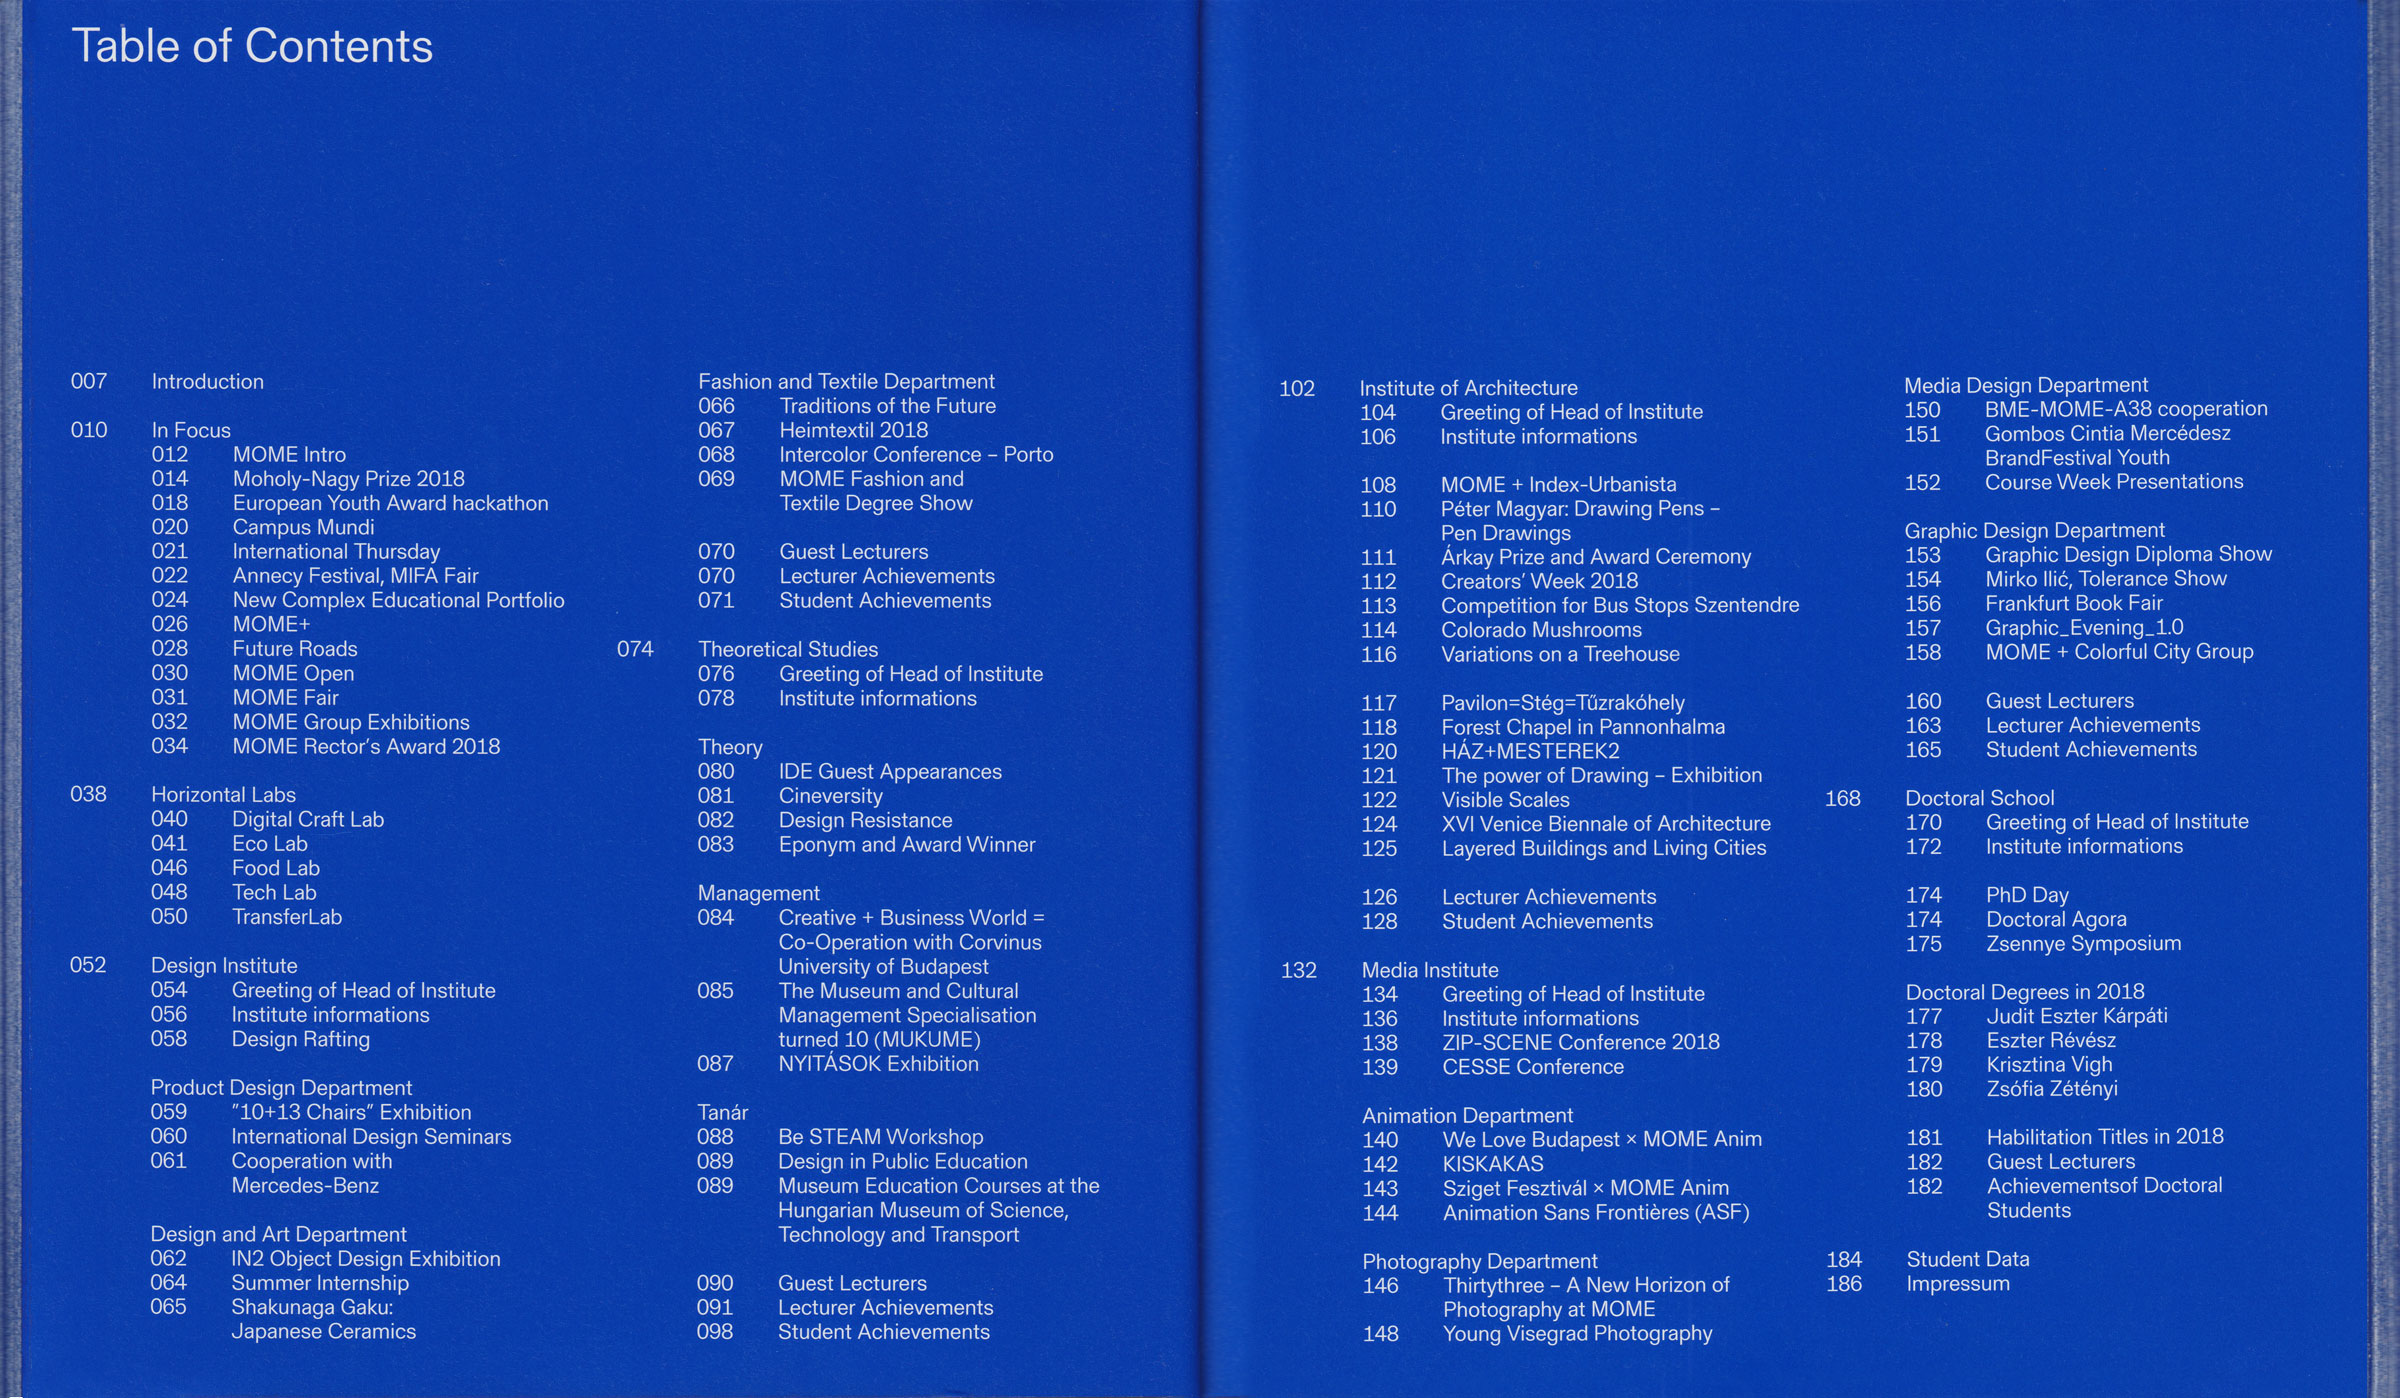 Table of Contents
007 Introduction
010 In Focus
012 MOME Intro
014 Moholy-Nagy Prize 2018
018 European Youth Award hackathon
020 Campus Mundi
021 International Thursday
022 Annecy Festival, MIFA Fair
024 New Complex Educational Portfolio
026 MOME+
028 Future Roads
030 MOME Open
031 MOME Fair
032 MOME Group Exhibitions
034 MOME Rector's Award 2018
038 Horizontal Labs
040 Digital Craft Lab
041 Eco Lab
046 Food Lab
048 Tech Lab
050 TransferLab
052 Design Institute
054 Greeting of Head of Institute
056 Institute informations
058 Design Rafting
Product Design Department
059 "10+13 Chairs" Exhibition
060 International Design Seminars
061 Cooperation with
Mercedes-Benz
Design and Art Department
062 IN2 Object Design Exhibition
064 Summer Internship
065 Shakunaga Gaku:
Japanese Ceramics
Fashion and Textile Department
066 Traditions of the Future
067 Heimtextil 2018
068 Intercolor Conference – Porto
069 MOME Fashion and
Textile Degree Show
070 Guest Lecturers
070 Lecturer Achievements
071 Student Achievements
074 Theoretical Studies
076 Greeting of Head of Institute
078 Institute informations
Theory
080 IDE Guest Appearances
081 Cineversity
082 Design Resistance
083 Eponym and Award Winner
Management
084 Creative + Business World =
Co-Operation with Corvinus
University of Budapest
085 The Museum and Cultural
Management Specialisation
turned 10 (MUKUME)
087 NYITÁSOK Exhibition
Tanár
088 Be STEAM Workshop
089 Design in Public Education
089 Museum Education Courses at the
Hungarian Museum of Science,
Technology and Transport
090 Guest Lecturers
091 Lecturer Achievements
098 Student Achievements
102 Institute of Architecture
104 Greeting of Head of Institute
106 Institute informations
108 MOME + Index-Urbanista
110 Péter Magyar: Drawing Pens –
Pen Drawings
111 Árkay Prize and Award Ceremony
112 Creators' Week 2018
113 Competition for Bus Stops Szentendre
114 Colorado Mushrooms
116 Variations on a Treehouse
117 Pavilon=Stég=Tűzrakóhely
118 Forest Chapel in Pannonhalma
120 HÁZ+MESTEREK2
121 The power of Drawing – Exhibition
122 Visible Scales
124 XVI Venice Biennale of Architecture
125 Layered Buildings and Living Cities
126 Lecturer Achievements
128 Student Achievements
132 Media Institute
134 Greeting of Head of Institute
136 Institute informations
138 ZIP-SCENE Conference 2018
139 CESSE Conference
Animation Department
140 We Love Budapest × MOME Anim
142 KISKAKAS
143 Sziget Fesztivál × MOME Anim
144 Animation Sans Frontières (ASF)
Photography Department
146 Thirtythree – A New Horizon of
Photography at MOME
148 Young Visegrad Photography
Media Design Department
150 BME-MOME-A38 cooperation
151 Gombos Cintia Mercédesz
BrandFestival Youth
152 Course Week Presentations
Graphic Design Department
153 Graphic Design Diploma Show
154 Mirko Ilić, Tolerance Show
156 Frankfurt Book Fair
157 Graphic_Evening_1.0
158 MOME + Colorful City Group
160 Guest Lecturers
163 Lecturer Achievements
165 Student Achievements
168 Doctoral School
170 Greeting of Head of Institute
172 Institute informations
174 PhD Day
174 Doctoral Agora
175 Zsennye Symposium
Doctoral Degrees in 2018
177 Judit Eszter Kárpáti
178 Eszter Révész
179 Krisztina Vigh
180 Zsófia Zétényi
181 Habilitation Titles in 2018
182 Guest Lecturers
182 Achievementsof Doctoral
Students
184 Student Data
186 Impressum